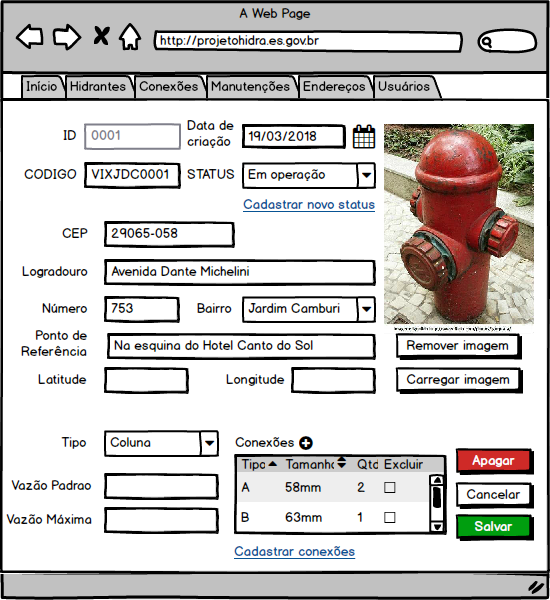 A Web Page
http://projetohidra.es.gov.br
Início Hidrantes Conexões Manutenções Endereços Usuários
ID 0001 Data de criação 19/03/2018
CODIGO VIXJDC0001 STATUS Em operação
Cadastrar novo status
CEP 29065-058
Logradouro Avenida Dante Michelini
Número 753 Bairro Jardim Camburi
Ponto de Referência Na esquina do Hotel Canto do Sol
Remover imagem
Latitude Longitude
Carregar imagem
Tipo Coluna
Conexões
Tipo Tamanho Qtd Excluir
A 58mm 2
B 63mm 1
Vazão Padrao
Vazão Máxima
Cadastrar conexões
Apagar
Cancelar
Salvar